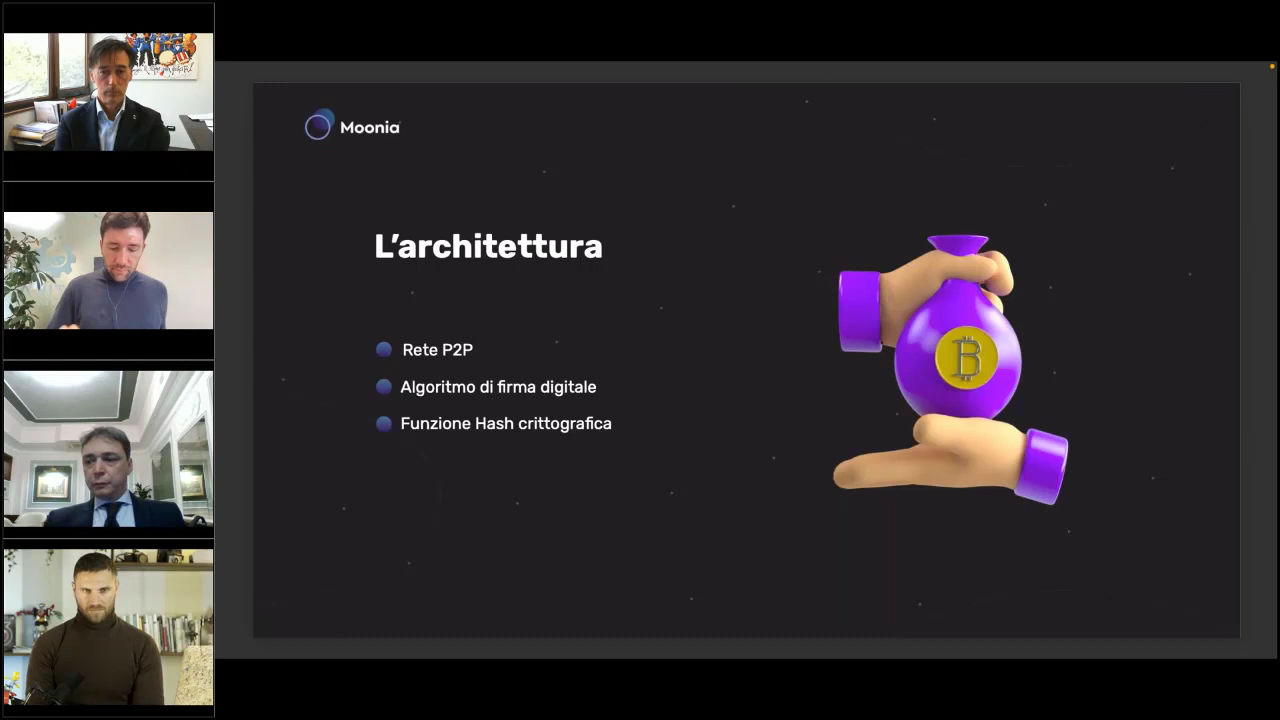 Moonia
L’architettura
Rete P2P
Algoritmo di firma digitale
Funzione Hash crittografica